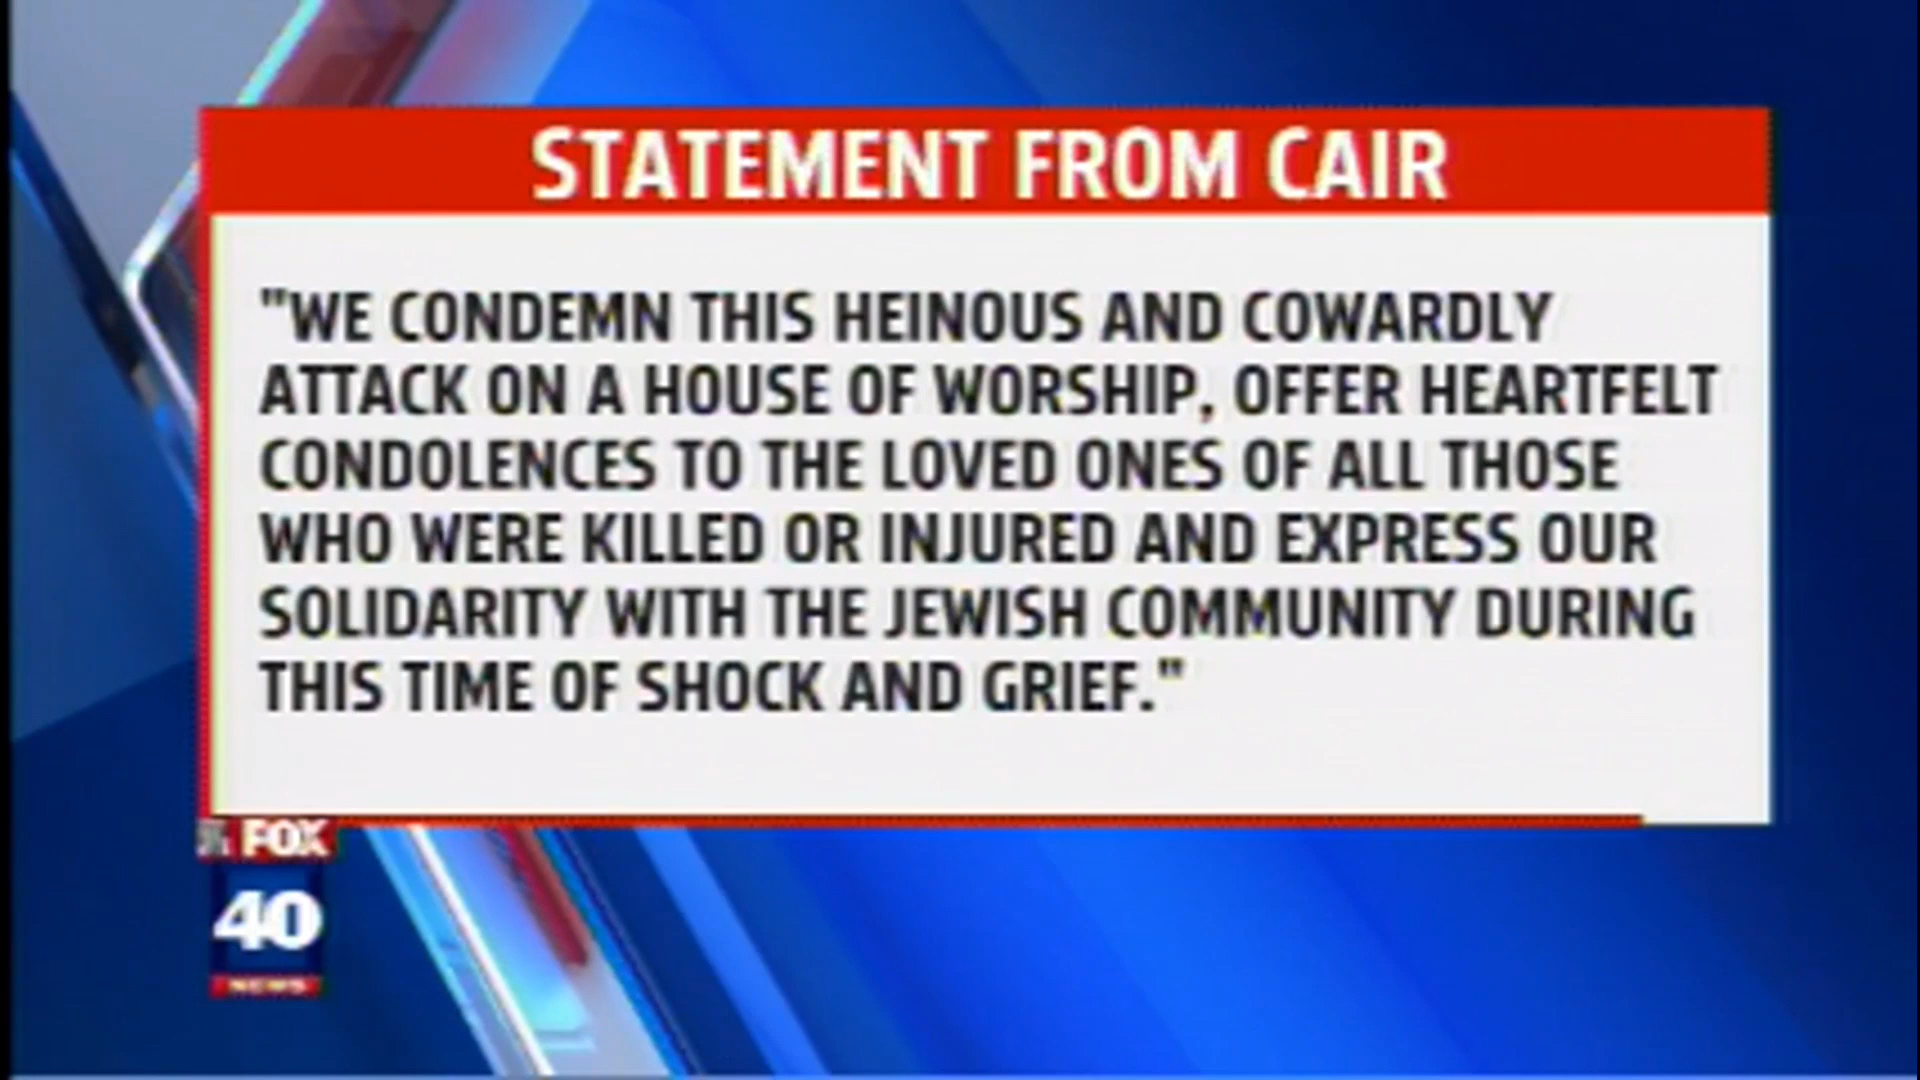 STATEMENT FROM CAIR
"WE CONDEMN THIS HEINOUS AND COWARDLY
ATTACK ON A HOUSE OF WORSHIP, OFFER HEARTFELT
CONDOLENCES TO THE LOVED ONES OF ALL THOSE
WHO WERE KILLED OR INJURED AND EXPRESS OUR
SOLIDARITY WITH THE JEWISH COMMUNITY DURING
THIS TIME OF SHOCK AND GRIEF."
FOX
40
NEWS